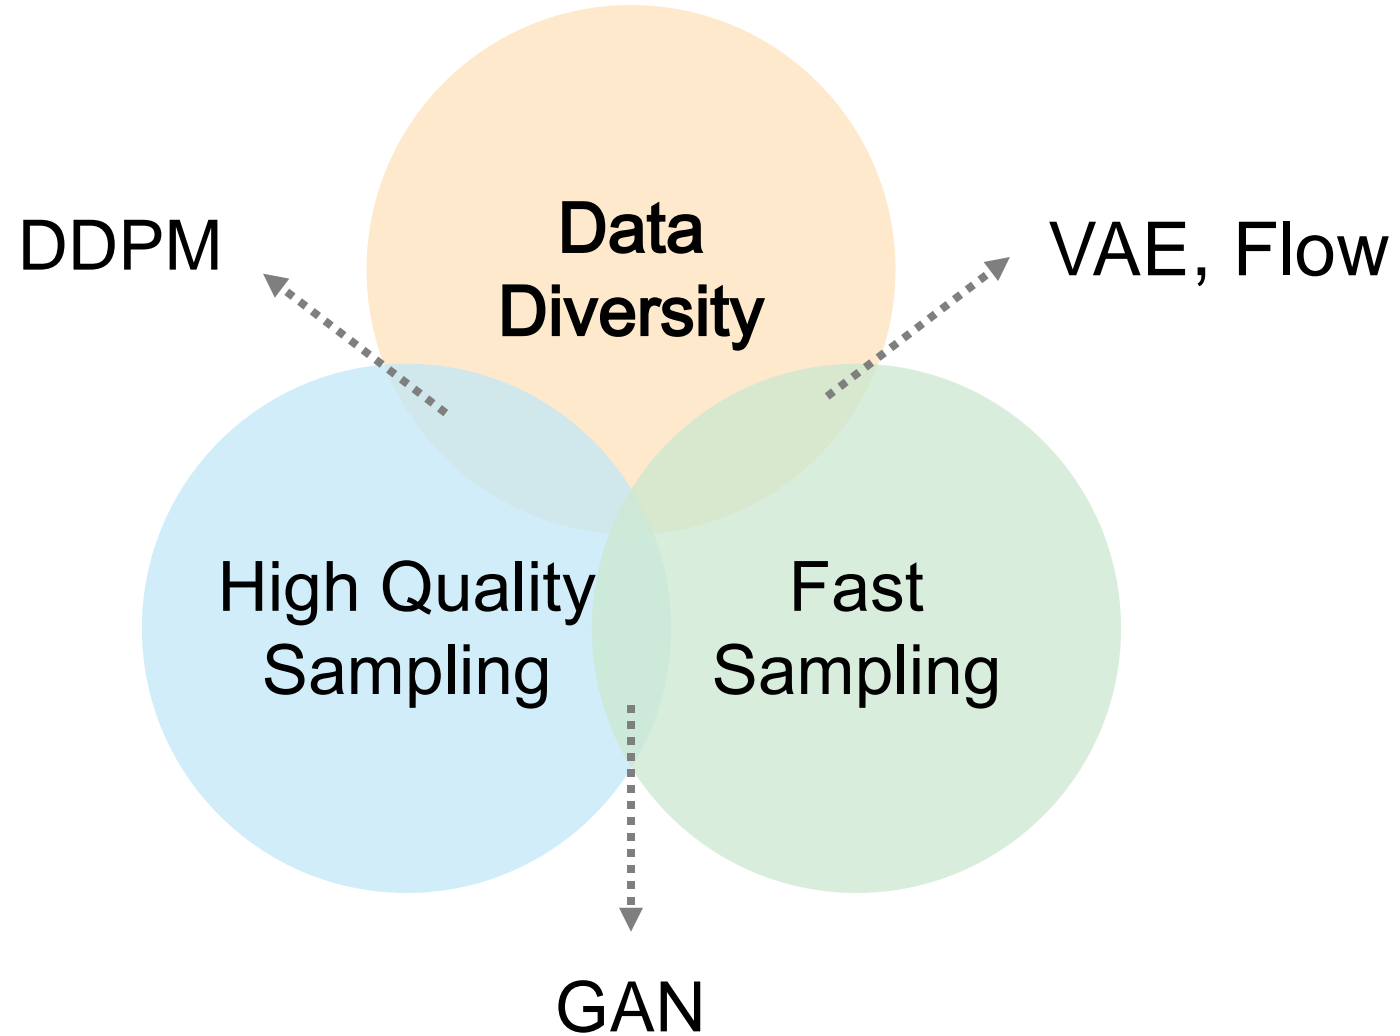 Data
Diversity
DDPM
VAE, Flow
High Quality
Sampling
Fast
Sampling
GAN